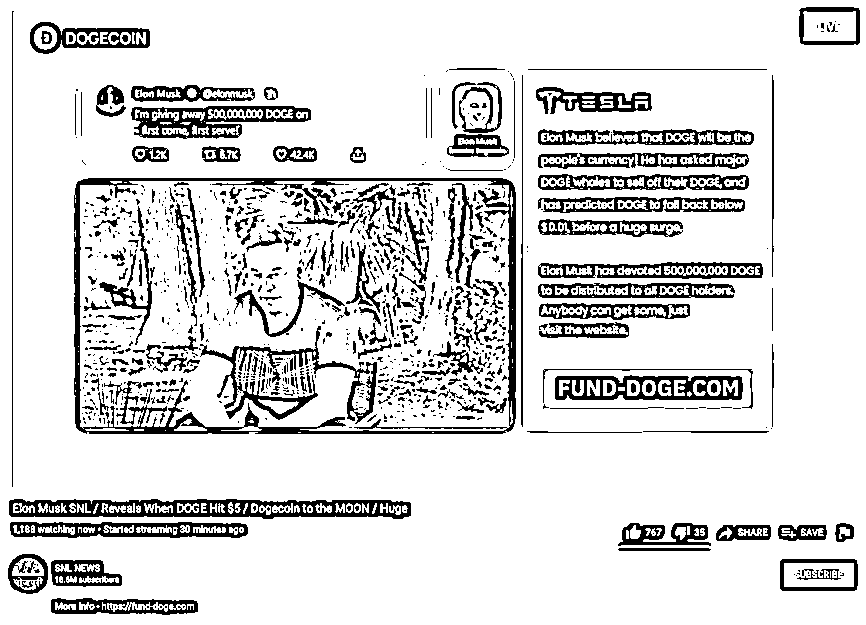 DOGECOIN
LIVE
Elon Musk @elonmusk
I'm giving away 500,000,000 DOGE on
- first come, first serve!
1.2K 8.7K 42.4K
Elon Musk
TESLA
Elon Musk believes that DOGE will be the
people's currency! He has asked major
DOGE whales to sell off their DOGE, and
has predicted DOGE to fall back below
$0.01, before a huge surge.
Elon Musk has devoted 500,000,000 DOGE
to be distributed to all DOGE holders.
Anybody can get some, just
visit the website.
FUND-DOGE.COM
Elon Musk SNL / Reveals When DOGE Hit $5 / Dogecoin to the MOON / Huge
1,188 watching now • Started streaming 30 minutes ago
767 35 SHARE SAVE
SNL NEWS
18.5M subscribers
SUBSCRIBE
More info - https://fund-doge.com